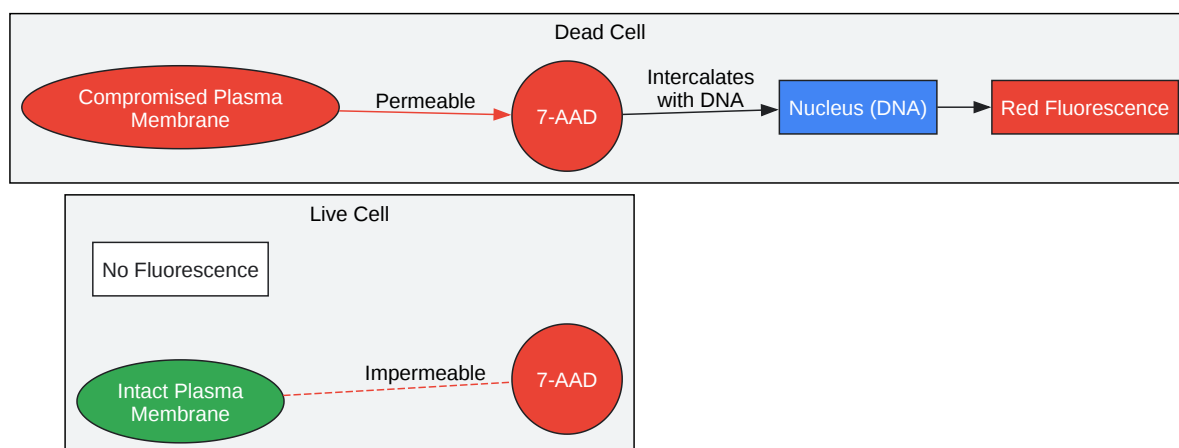 Dead Cell
Compromised Plasma
Membrane
Permeable
7-AAD
Intercalates
with DNA
Nucleus (DNA)
Red Fluorescence
Live Cell
No Fluorescence
Intact Plasma
Membrane
Impermeable
7-AAD